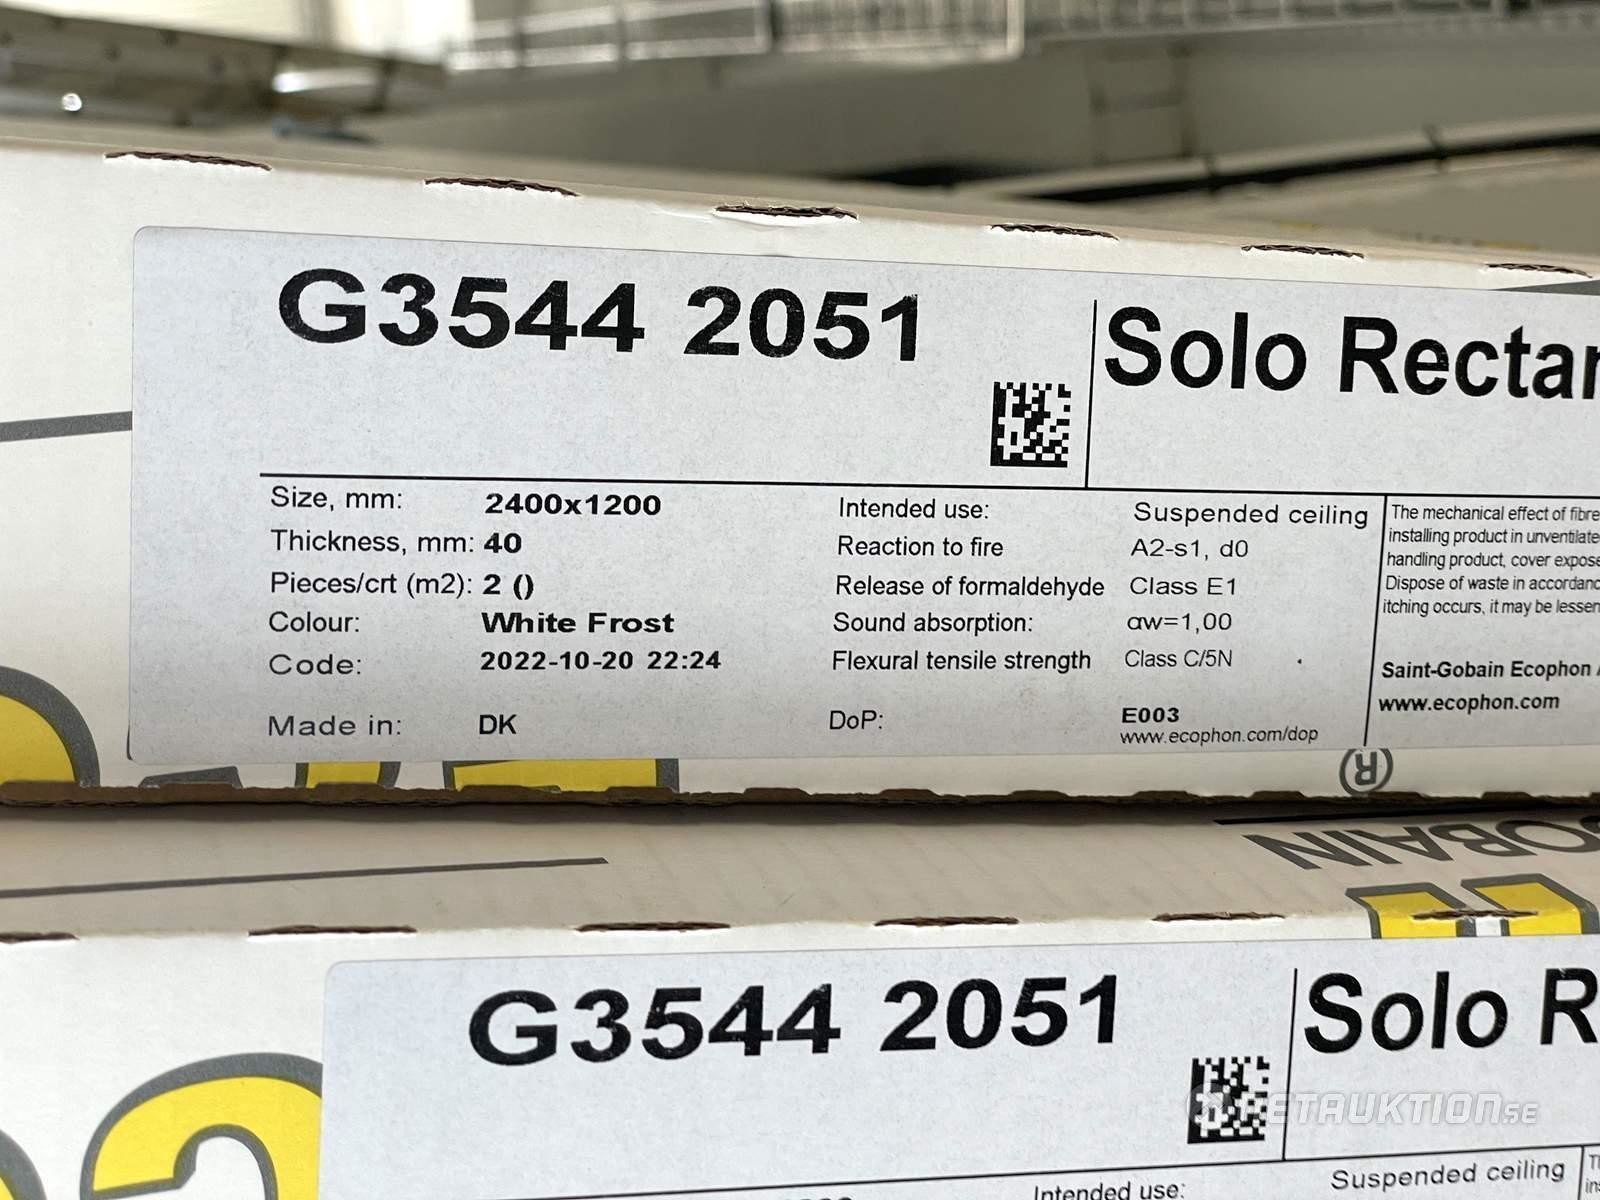 G3544 2051
Solo Rectan
Size, mm: 2400x1200
Thickness, mm: 40
Pieces/crt (m2): 2 ()
Colour: White Frost
Code: 2022-10-20 22:24
Made in: DK
Intended use: Suspended ceiling
Reaction to fire A2-s1, d0
Release of formaldehyde Class E1
Sound absorption: αw=1,00
Flexural tensile strength Class C/5N
DoP: E003
www.ecophon.com/dop
The mechanical effect of fibre
installing product in unventilate
handling product, cover expose
Dispose of waste in accordanc
itching occurs, it may be lessen
Saint-Gobain Ecophon A
www.ecophon.com
®
OBAIN
G3544 2051
Solo R
Intended use: Suspended ceiling
RETAUKTION.SE